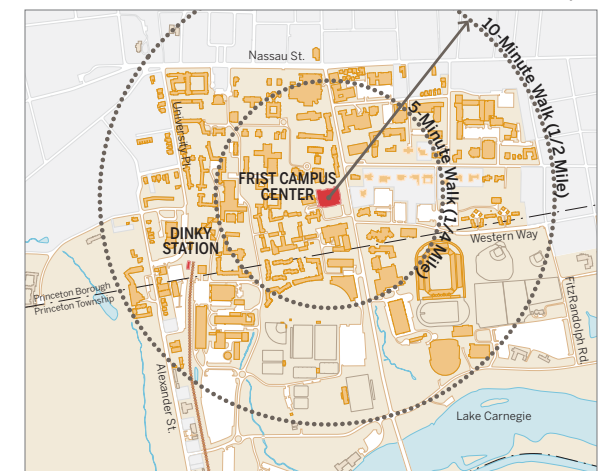 Nassau St.
10-Minute Walk (1/2 Mile)
5-Minute Walk (1/4 Mile)
University Pl.
FRIST CAMPUS
CENTER
DINKY
STATION
Western Way
Princeton Borough
Princeton Township
FitzRandolph Rd.
Alexander St.
Lake Carnegie